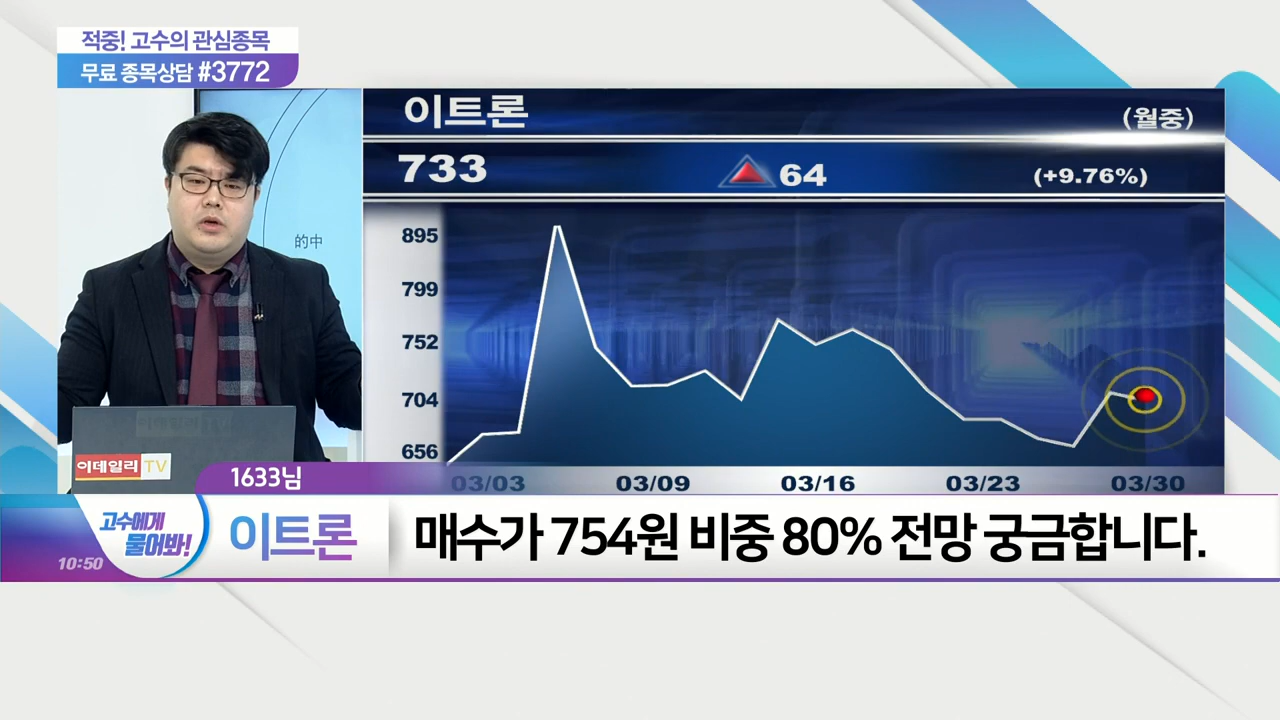 적중! 고수의 관심종목
무료 종목상담 #3772
的中
이데일리 TV
이트론
(월중)
733
64
(+9.76%)
895
799
752
704
656
03/03 03/09 03/16 03/23 03/30
1633님
고수에게
물어봐!
10:50
이트론
매수가 754원 비중 80% 전망 궁금합니다.